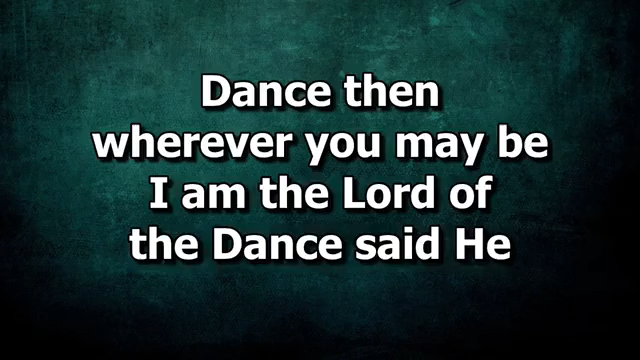 Dance then
wherever you may be
I am the Lord of
the Dance said He